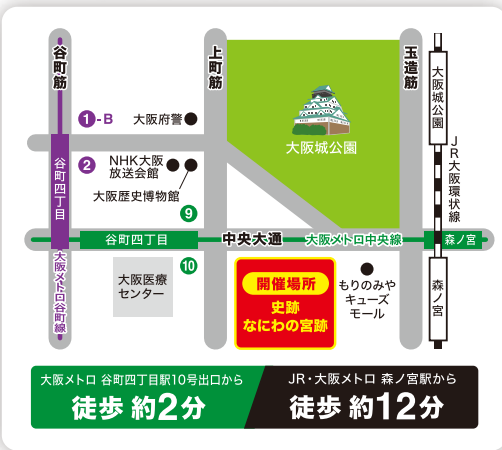 谷町筋
上町筋
玉造筋
大阪城公園
JR大阪環状線
❶-B
大阪府警
大阪城公園
谷町四丁目
❷
NHK大阪
放送会館
大阪歴史博物館
❾
谷町四丁目
中央大通
大阪メトロ中央線
森ノ宮
大阪メトロ谷町線
❿
大阪医療
センター
開催場所
史跡
なにわの宮跡
もりのみや
キューズ
モール
森ノ宮
大阪メトロ 谷町四丁目駅10号出口から
徒歩 約2分
JR・大阪メトロ 森ノ宮駅から
徒歩 約12分